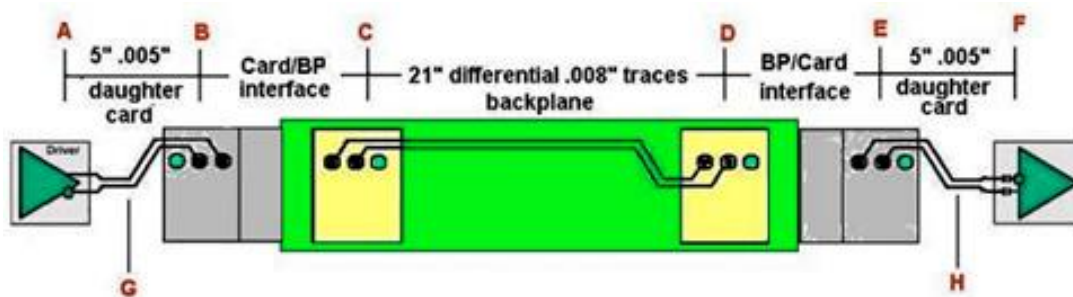 A
B
C
D
E
F
5" .005"
daughter
card
Card/BP
interface
21" differential .008" traces
backplane
BP/Card
interface
5" .005"
daughter
card
Driver
G
H